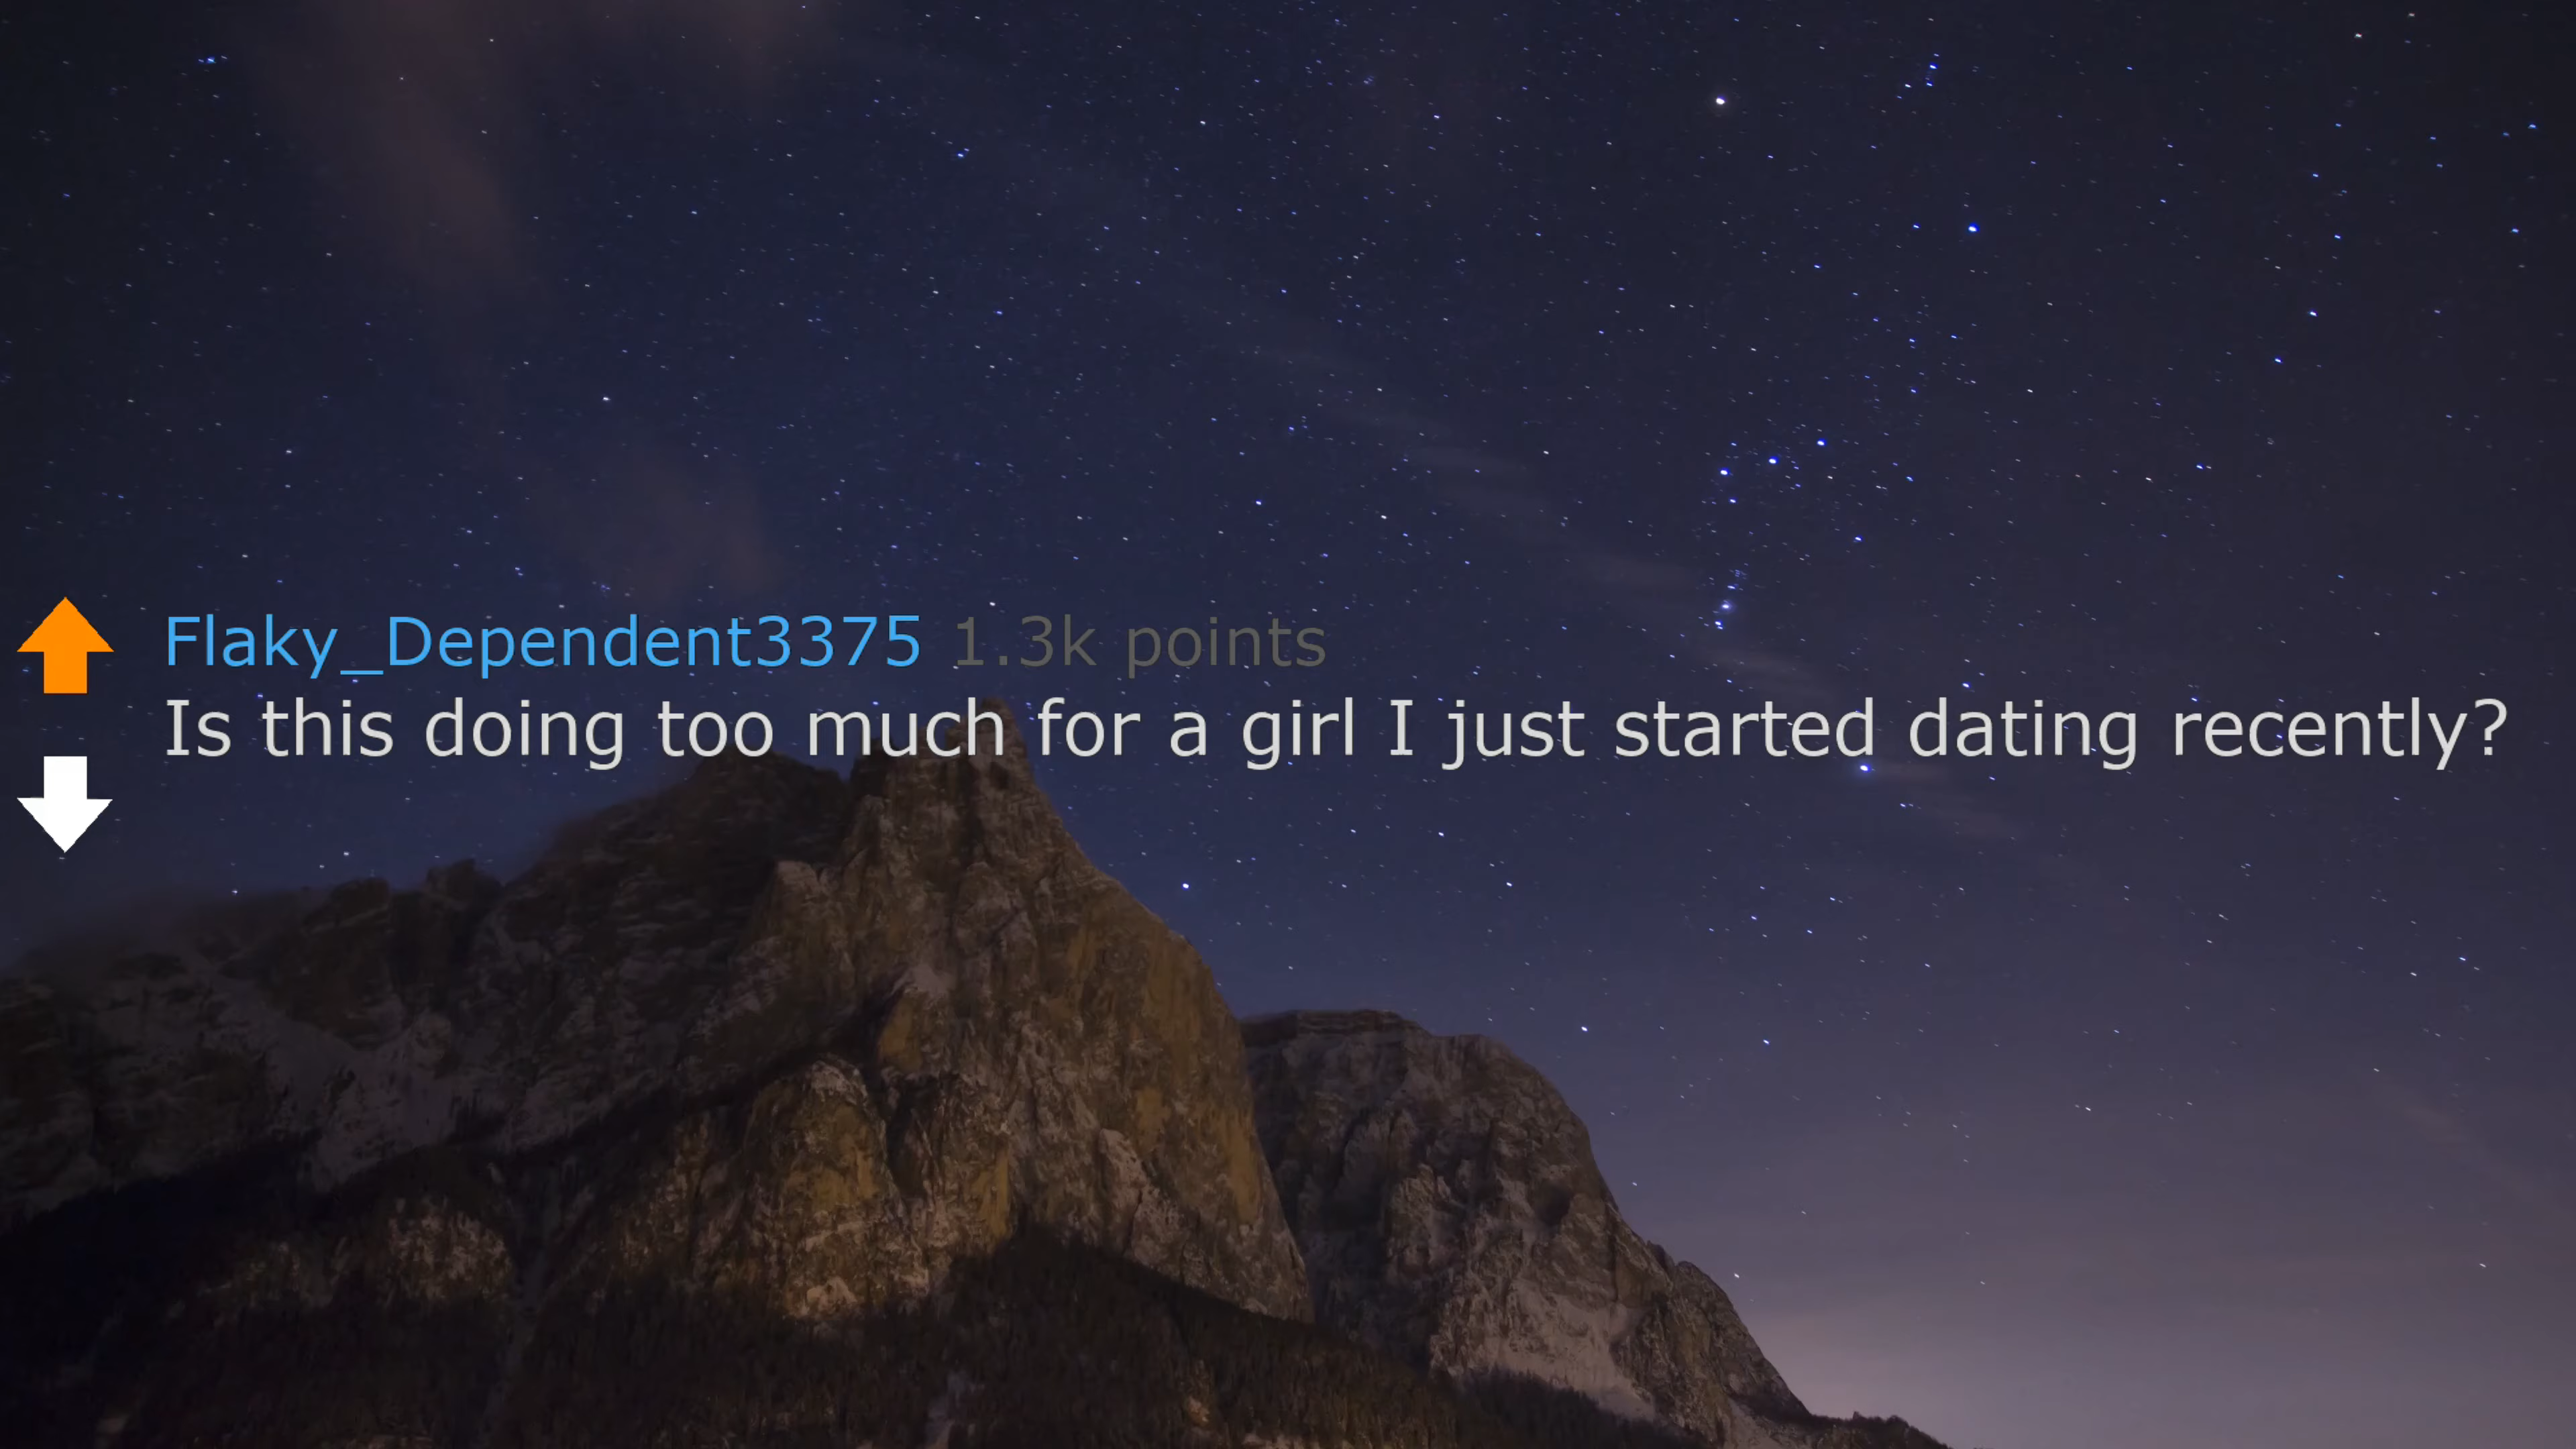 Flaky_Dependent3375 1.3k points
Is this doing too much for a girl I just started dating recently?